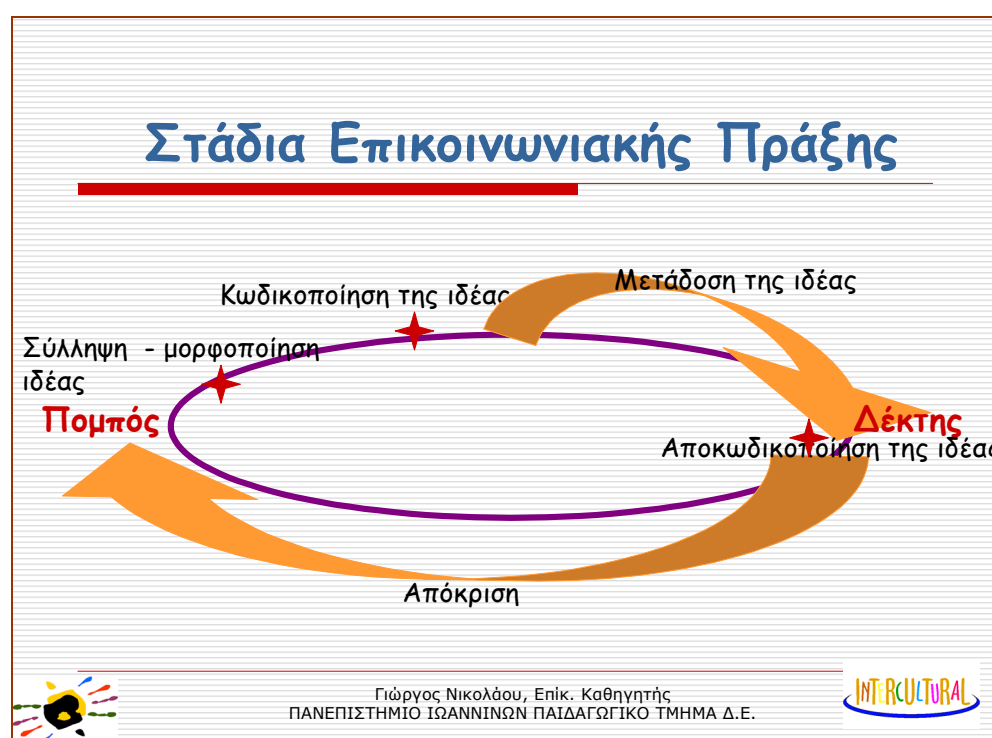 Στάδια Επικοινωνιακής Πράξης
Μετάδοση της ιδέας
Κωδικοποίηση της ιδέας
Σύλληψη - μορφοποίηση
ιδέας
Πομπός
Δέκτης
Αποκωδικοποίηση της ιδέας
Απόκριση
Γιώργος Νικολάου, Επίκ. Καθηγητής
ΠΑΝΕΠΙΣΤΗΜΙΟ ΙΩΑΝΝΙΝΩΝ ΠΑΙΔΑΓΩΓΙΚΟ ΤΜΗΜΑ Δ.Ε.
INTERCULTURAL